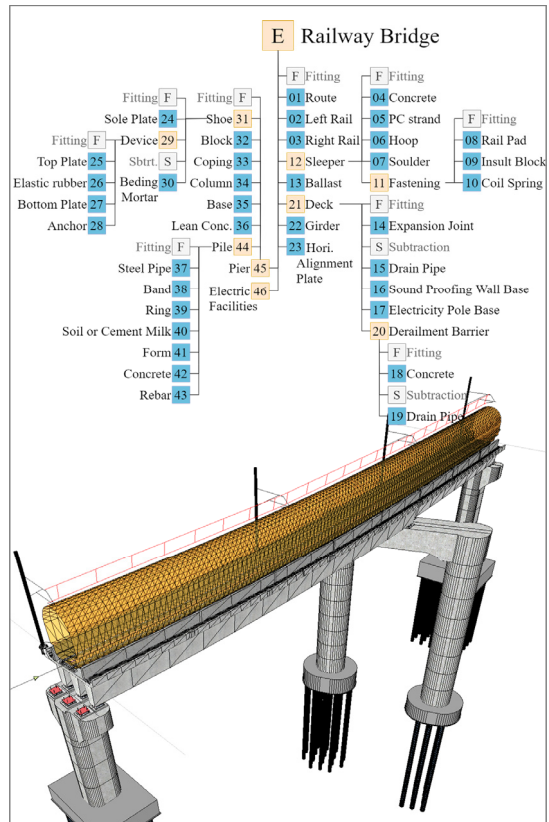 E Railway Bridge
F Fitting
01 Route
02 Left Rail
03 Right Rail
12 Sleeper
13 Ballast
21 Deck
22 Girder
23 Hori.
Alignment
Plate
F Fitting
04 Concrete
05 PC strand
06 Hoop
07 Soulder
11 Fastening
F Fitting
08 Rail Pad
09 Insult Block
10 Coil Spring
F Fitting
14 Expansion Joint
S Subtraction
15 Drain Pipe
16 Sound Proofing Wall Base
17 Electricity Pole Base
20 Derailment Barrier
F Fitting
18 Concrete
S Subtraction
19 Drain Pipe
Fitting F
Shoe 31
Block 32
Coping 33
Column 34
Base 35
Lean Conc. 36
Pile 44
Pier 45
Electric 46
Facilities
Fitting F
Sole Plate 24
Device 29
Sbtrt. S
Beding 30
Mortar
Fitting F
Top Plate 25
Elastic rubber 26
Bottom Plate 27
Anchor 28
Fitting F
Steel Pipe 37
Band 38
Ring 39
Soil or Cement Milk 40
Form 41
Concrete 42
Rebar 43